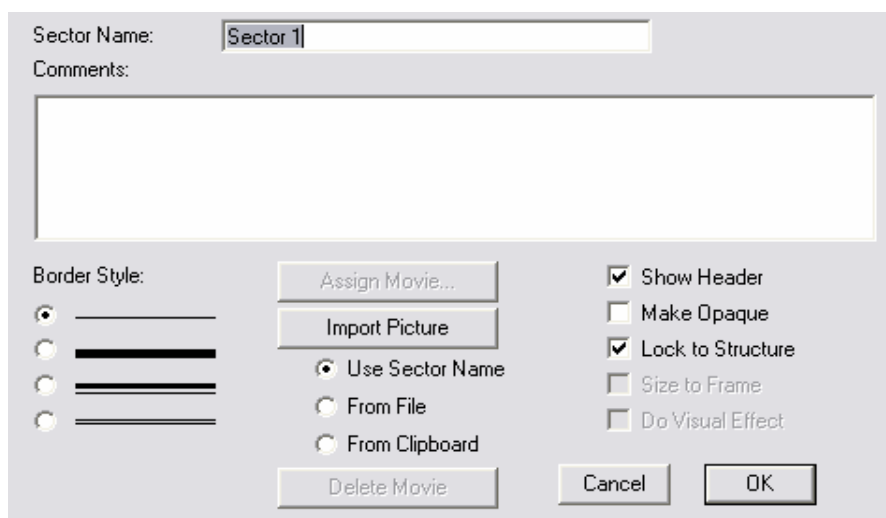 Sector Name: Sector 1
Comments:
Border Style:
Assign Movie...
Import Picture
Use Sector Name
From File
From Clipboard
Delete Movie
Show Header
Make Opaque
Lock to Structure
Size to Frame
Do Visual Effect
Cancel
OK